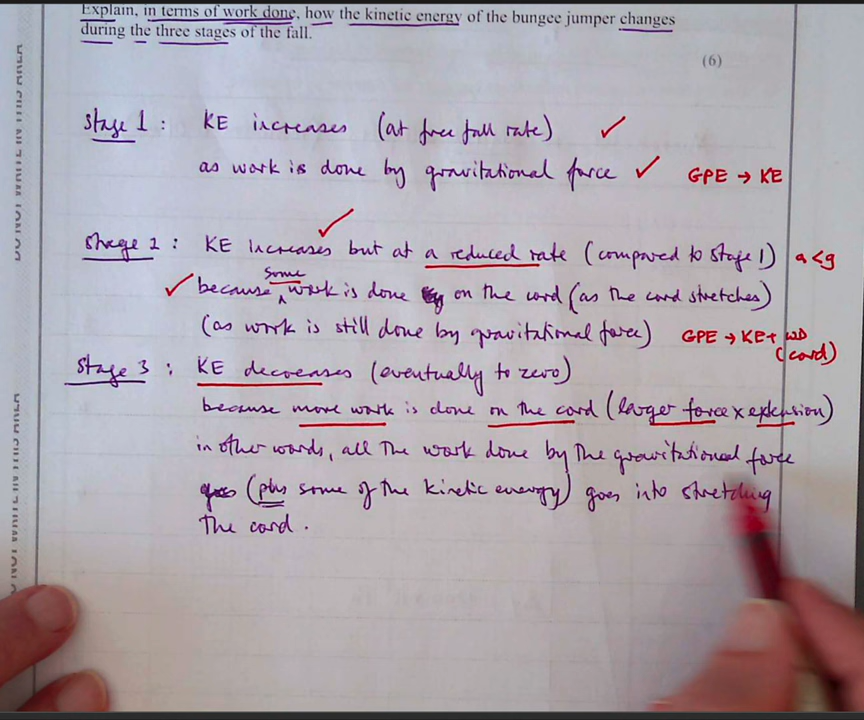 Explain, in terms of work done, how the kinetic energy of the bungee jumper changes
during the three stages of the fall.
(6)
Stage 1 : KE increases (at free fall rate) ✓
as work is done by gravitational force ✓ GPE → KE
✓
Stage 2 : KE increases but at a reduced rate (compared to Stage 1) a<g
✓ because some work is done on the cord (as the cord stretches)
(as work is still done by gravitational force) GPE → KE + WD
(cord)
Stage 3 : KE decreases (eventually to zero)
because more work is done on the cord (larger force x extension)
in other words, all the work done by the gravitational force
(plus some of the kinetic energy) goes into stretching
the cord .